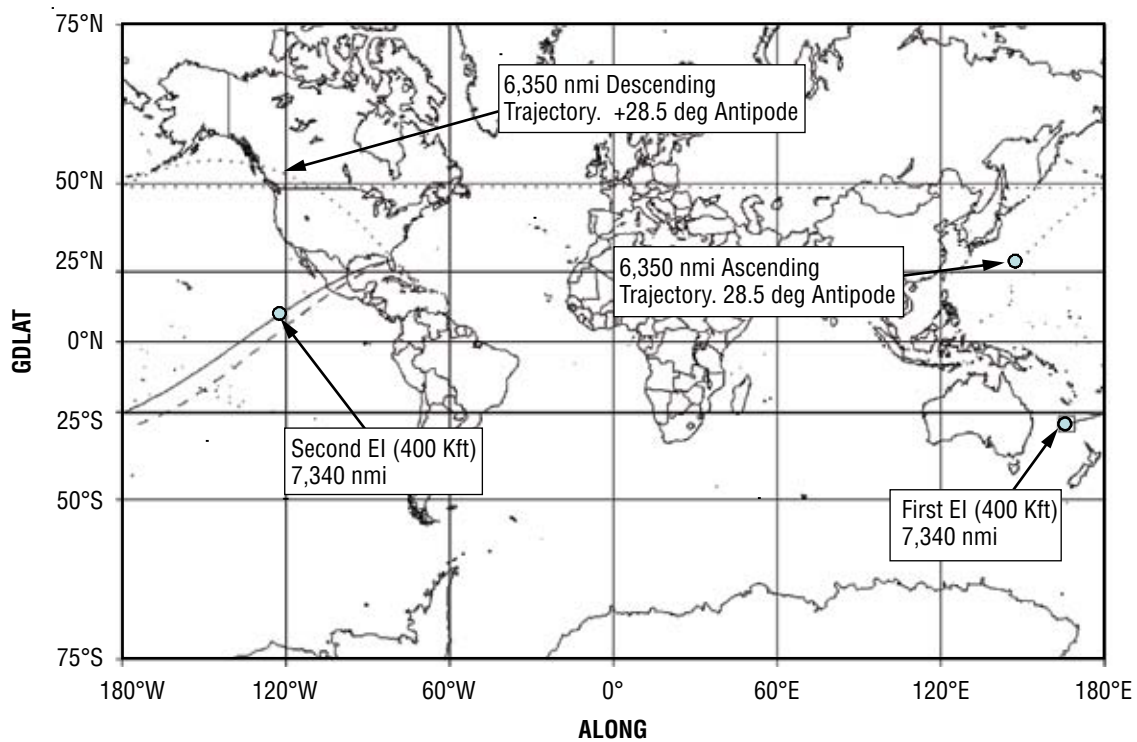 75°N
6,350 nmi Descending
Trajectory.  +28.5 deg Antipode
50°N
25°N
6,350 nmi Ascending
Trajectory. 28.5 deg Antipode
GDLAT
0°N
25°S
Second EI (400 Kft)
7,340 nmi
50°S
First EI (400 Kft)
7,340 nmi
75°S
180°W
120°W
60°W
0°
60°E
120°E
180°E
ALONG